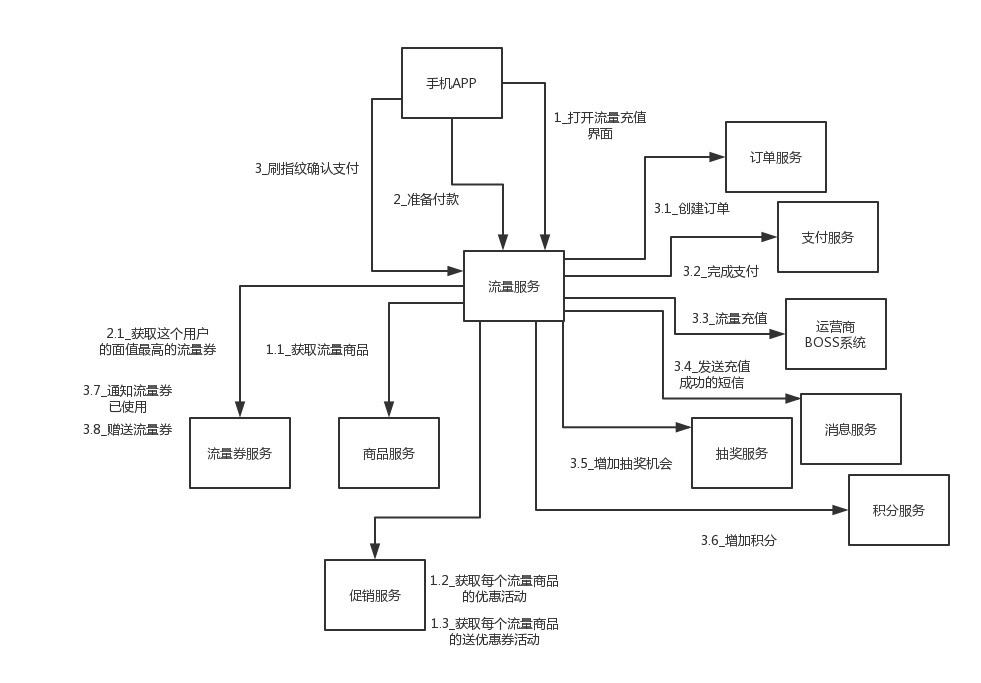 手机APP
1_打开流量充值
界面
3_刷指纹确认支付
2_准备付款
订单服务
3.1_创建订单
支付服务
3.2_完成支付
流量服务
3.3_流量充值
运营商
BOSS系统
2.1_获取这个用户
的面值最高的流量券
1.1_获取流量商品
3.4_发送充值
成功的短信
3.7_通知流量券
已使用
3.8_赠送流量券
流量券服务
商品服务
抽奖服务
消息服务
3.5_增加抽奖机会
积分服务
3.6_增加积分
促销服务
1.2_获取每个流量商品
的优惠活动
1.3_获取每个流量商品
的送优惠券活动